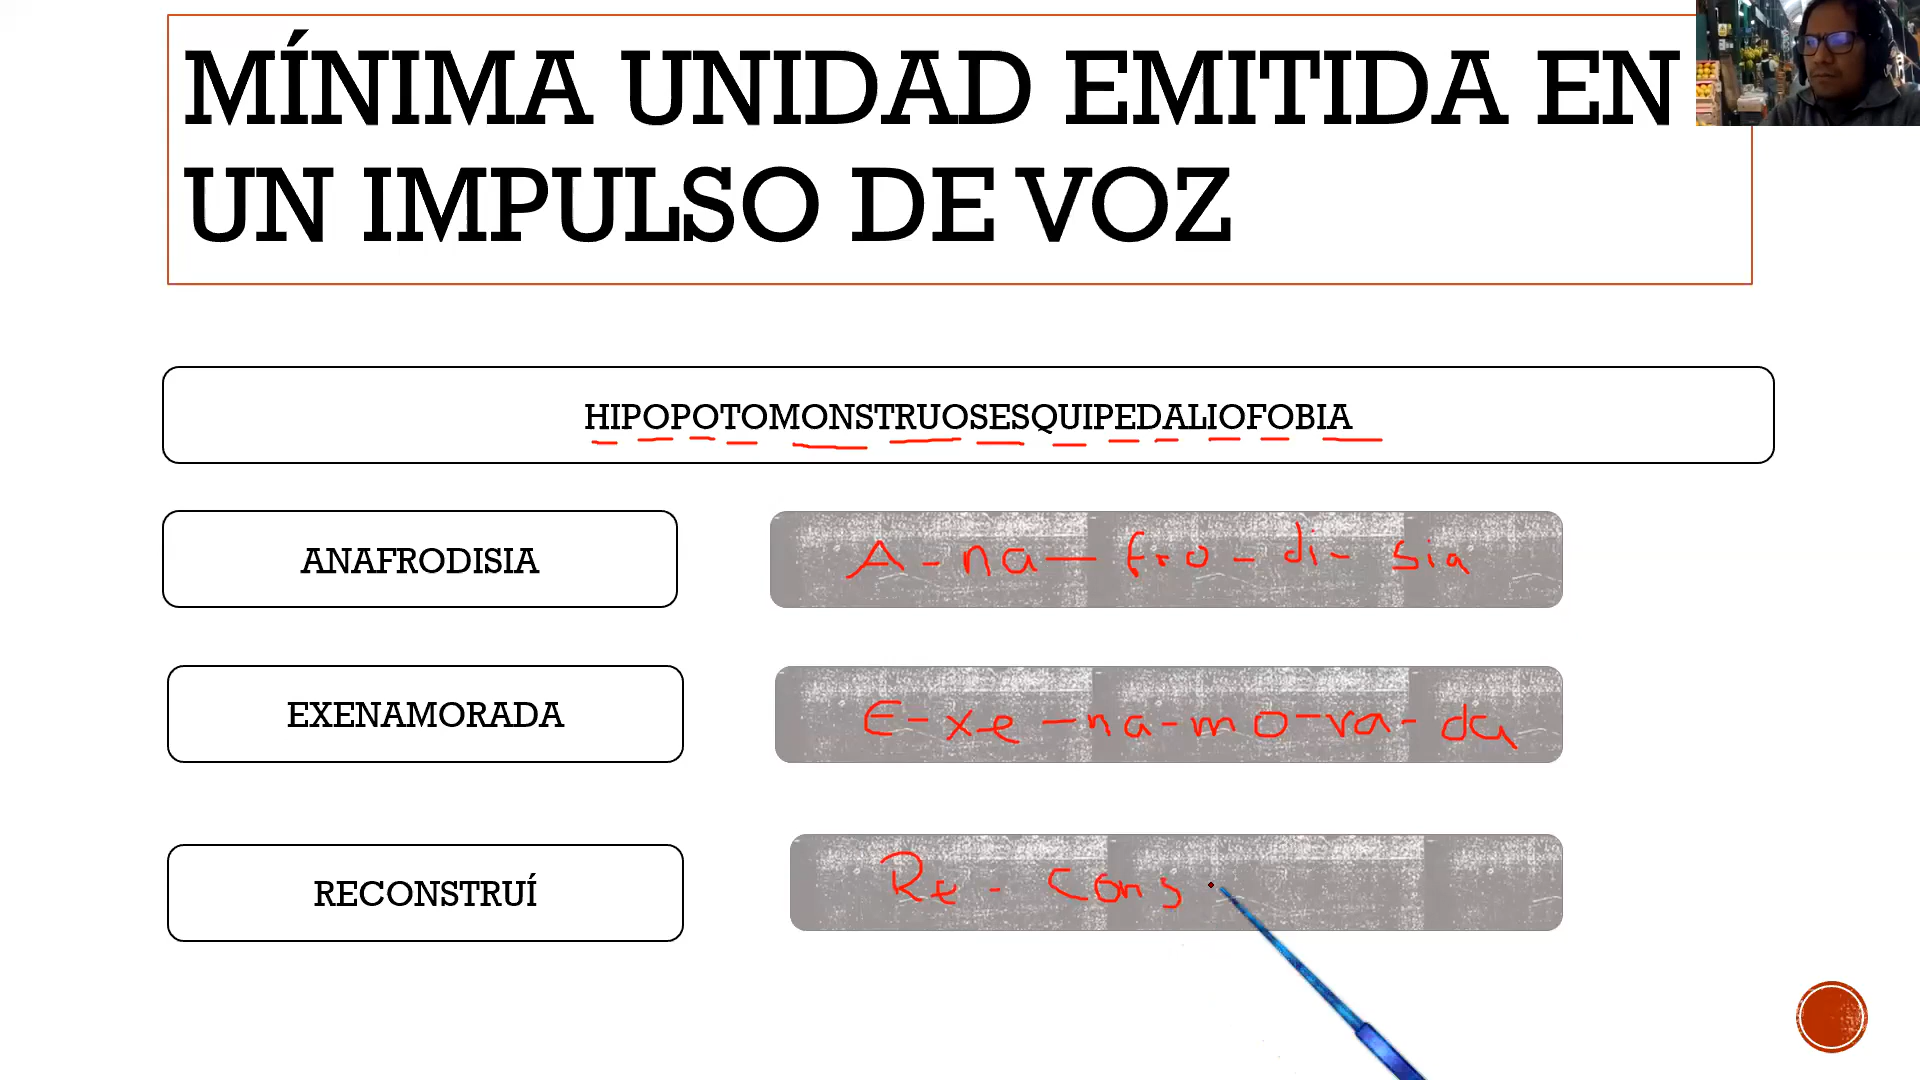 MÍNIMA UNIDAD EMITIDA EN
UN IMPULSO DE VOZ
HIPOPOTOMONSTRUOSESQUIPEDALIOFOBIA
ANAFRODISIA
A - na - fro - di - sia
EXENAMORADA
E - xe - na - mo - ra - da
RECONSTRUÍ
Re - cons